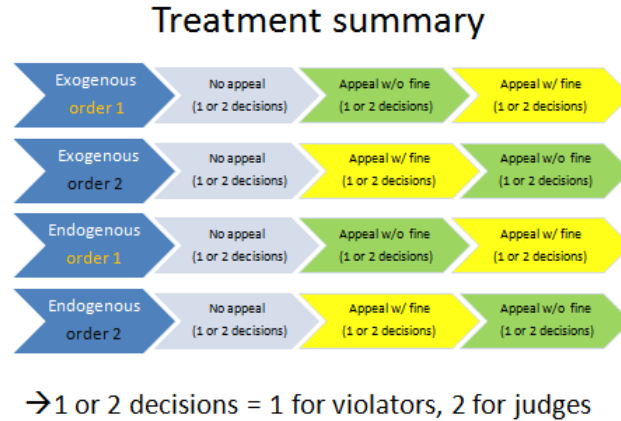 Treatment summary
Exogenous
order 1
No appeal
(1 or 2 decisions)
Appeal w/o fine
(1 or 2 decisions)
Appeal w/ fine
(1 or 2 decisions)
Exogenous
order 2
No appeal
(1 or 2 decisions)
Appeal w/ fine
(1 or 2 decisions)
Appeal w/o fine
(1 or 2 decisions)
Endogenous
order 1
No appeal
(1 or 2 decisions)
Appeal w/o fine
(1 or 2 decisions)
Appeal w/ fine
(1 or 2 decisions)
Endogenous
order 2
No appeal
(1 or 2 decisions)
Appeal w/ fine
(1 or 2 decisions)
Appeal w/o fine
(1 or 2 decisions)
→1 or 2 decisions = 1 for violators, 2 for judges